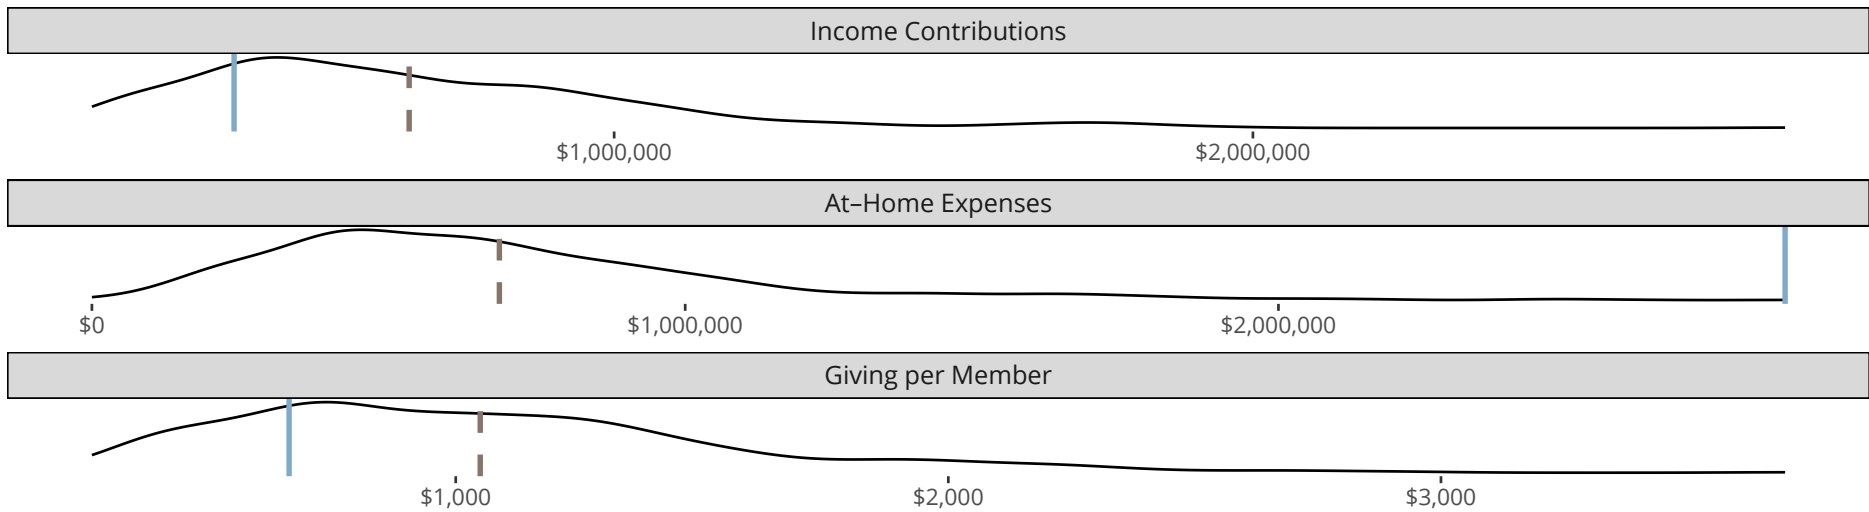 Income Contributions
$1,000,000 $2,000,000
At–Home Expenses
$0 $1,000,000 $2,000,000
Giving per Member
$1,000 $2,000 $3,000